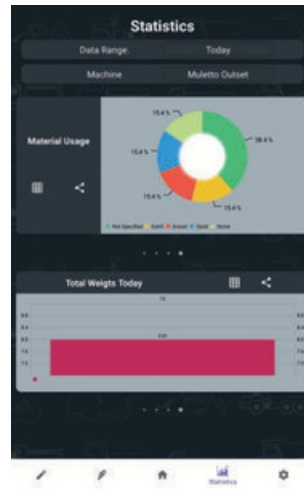 Statistics
Data Range: Today
Machine Muletto Outset
Material Usage
15.4 %
38.4 %
15.4 %
15.4 %
15.4 %
Not Specified Earth Gravel Sand Stone
Total Weigts Today
Statistics